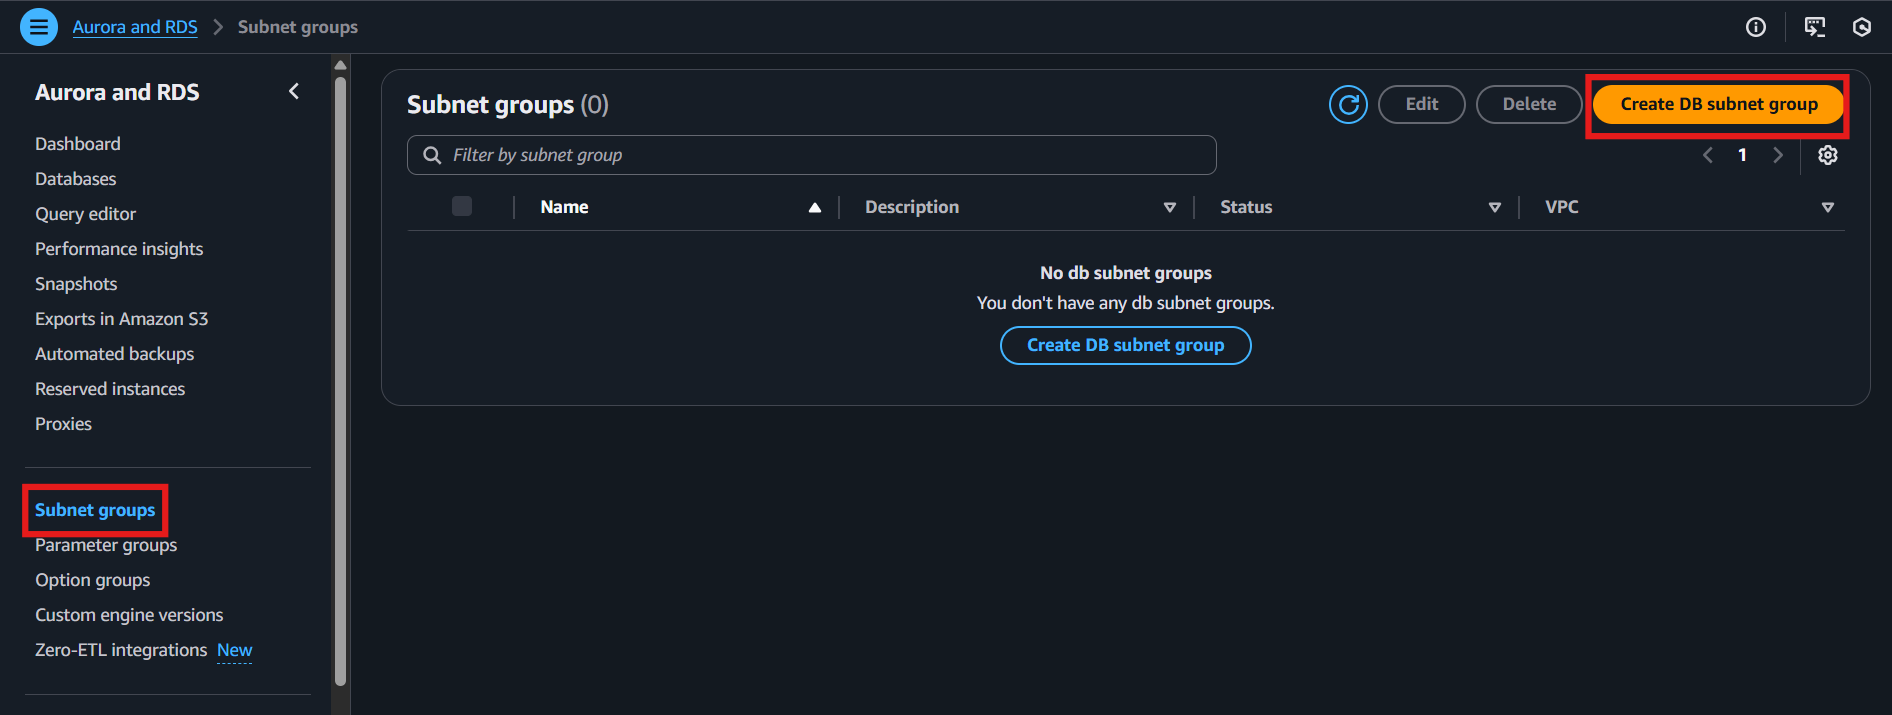 Aurora and RDS > Subnet groups
Aurora and RDS
Dashboard
Databases
Query editor
Performance insights
Snapshots
Exports in Amazon S3
Automated backups
Reserved instances
Proxies
Subnet groups
Parameter groups
Option groups
Custom engine versions
Zero-ETL integrations New
Subnet groups (0)
Edit
Delete
Create DB subnet group
Filter by subnet group
1
Name Description Status VPC
No db subnet groups
You don't have any db subnet groups.
Create DB subnet group